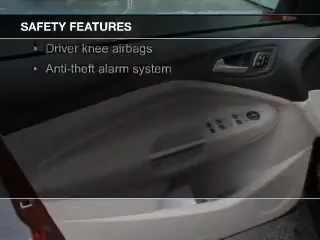 SAFETY FEATURES
• Driver knee airbags
• Anti-theft alarm system